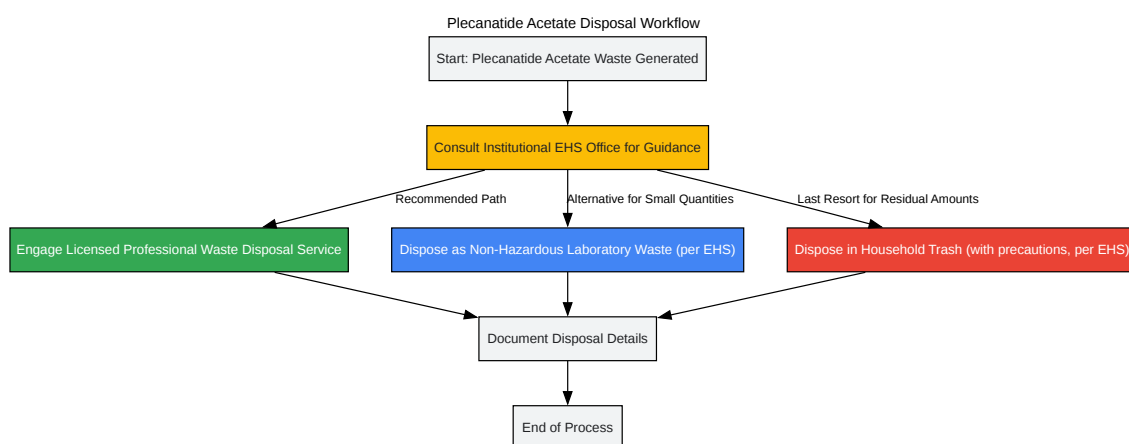 Plecanatide Acetate Disposal Workflow
Start: Plecanatide Acetate Waste Generated
Consult Institutional EHS Office for Guidance
Recommended Path
Alternative for Small Quantities
Last Resort for Residual Amounts
Engage Licensed Professional Waste Disposal Service
Dispose as Non-Hazardous Laboratory Waste (per EHS)
Dispose in Household Trash (with precautions, per EHS)
Document Disposal Details
End of Process